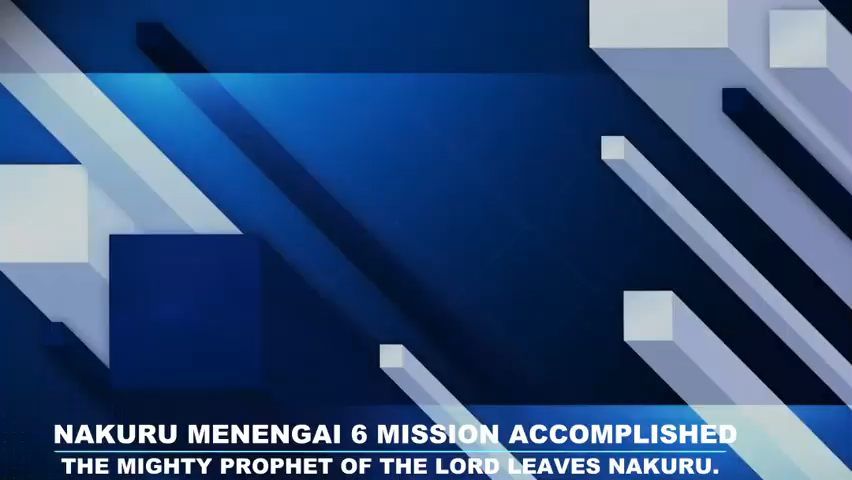 NAKURU MENENGAI 6 MISSION ACCOMPLISHED
THE MIGHTY PROPHET OF THE LORD LEAVES NAKURU.